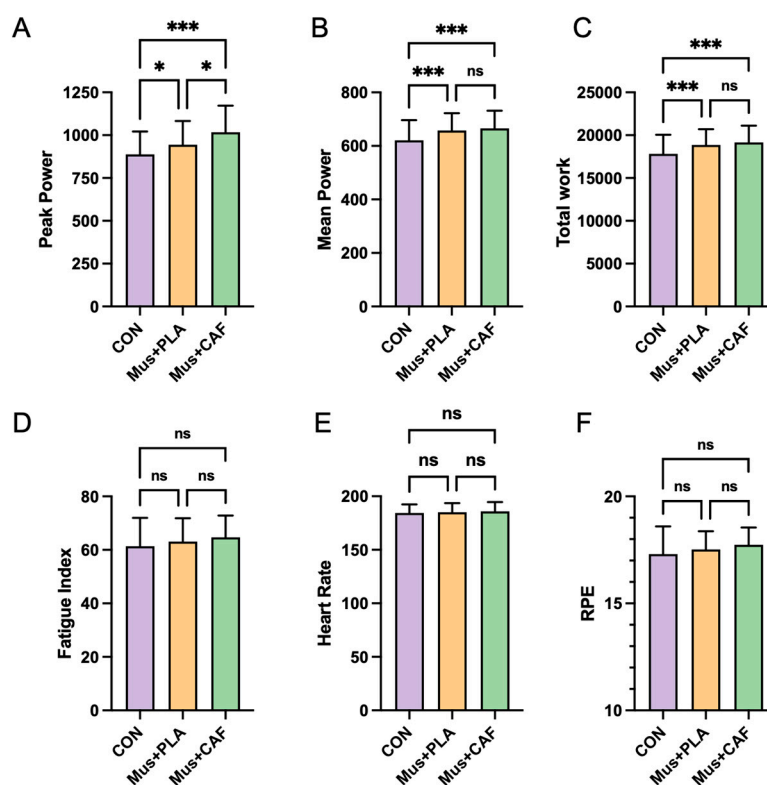 A
***
*
*
1250
1000
750
500
250
0
Peak Power
CON
Mus+PLA
Mus+CAF
B
***
***
ns
800
600
400
200
0
Mean Power
CON
Mus+PLA
Mus+CAF
C
***
***
ns
25000
20000
15000
10000
5000
0
Total work
CON
Mus+PLA
Mus+CAF
D
ns
ns
ns
80
60
40
20
0
Fatigue Index
CON
Mus+PLA
Mus+CAF
E
ns
ns
ns
200
150
100
50
0
Heart Rate
CON
Mus+PLA
Mus+CAF
F
ns
ns
ns
20
15
10
RPE
CON
Mus+PLA
Mus+CAF